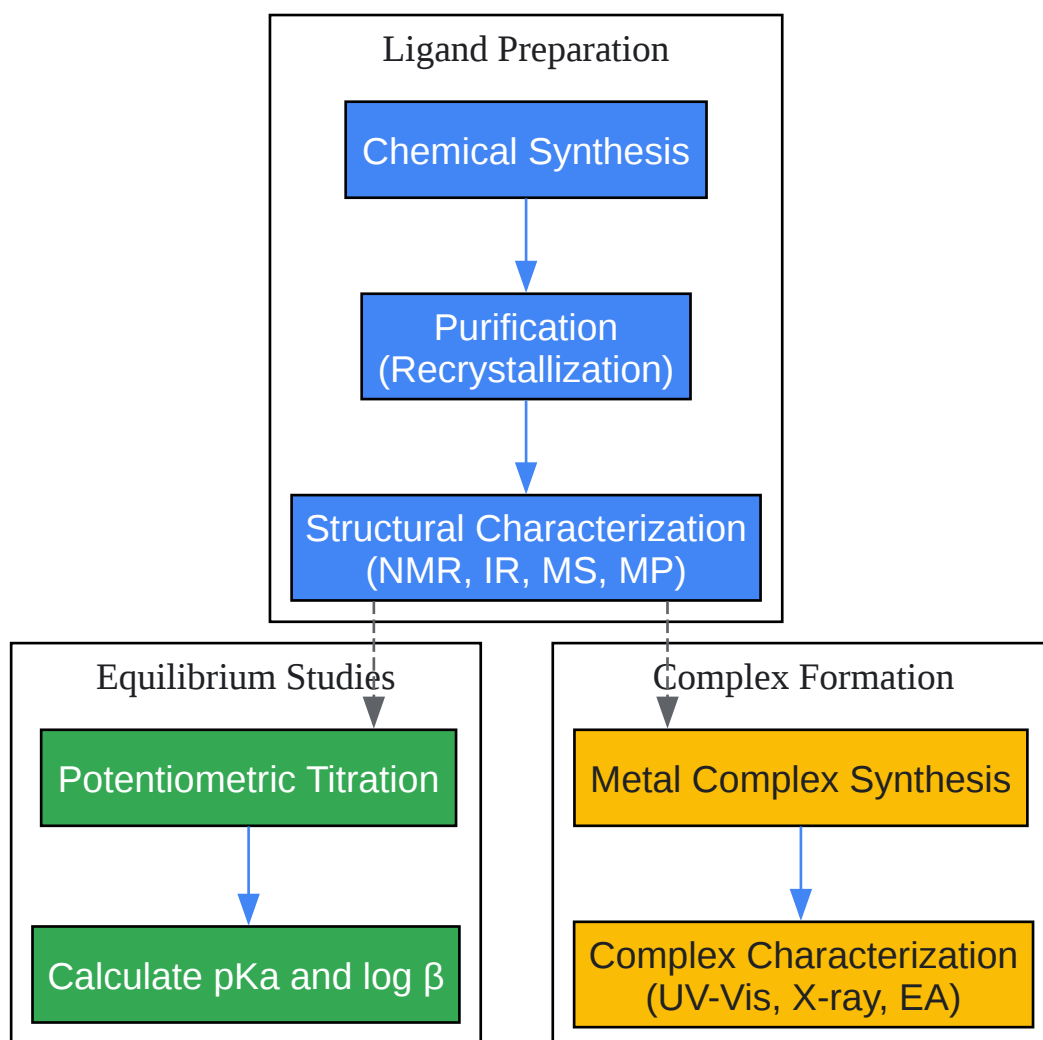 Ligand Preparation
Chemical Synthesis
Purification
(Recrystallization)
Structural Characterization
(NMR, IR, MS, MP)
Equilibrium Studies
Potentiometric Titration
Calculate pKa and log β
Complex Formation
Metal Complex Synthesis
Complex Characterization
(UV-Vis, X-ray, EA)